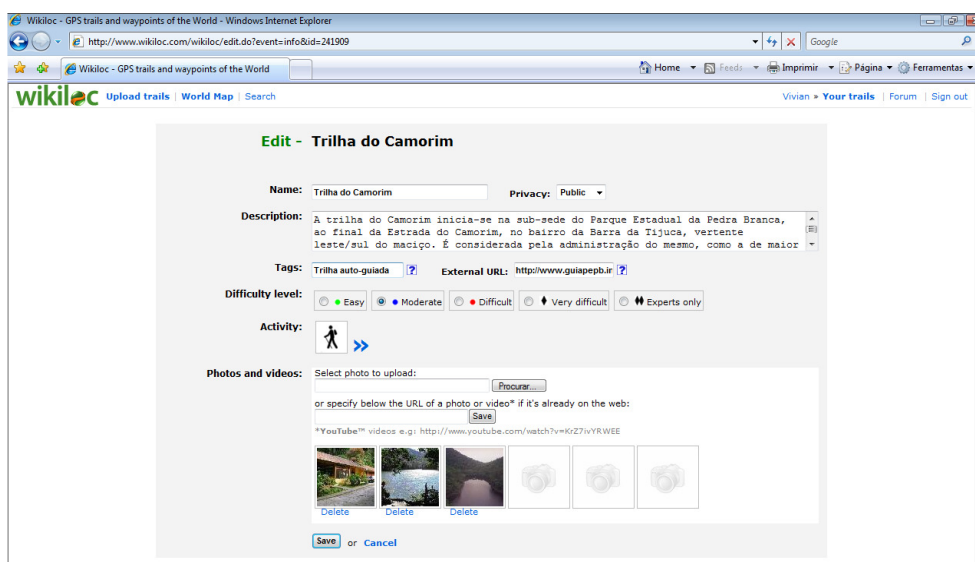 Wikiloc - GPS trails and waypoints of the World - Windows Internet Explorer
http://www.wikiloc.com/wikiloc/edit.do?event=info&id=241909
Google
Wikiloc - GPS trails and waypoints of the World
Home Feeds Imprimir Página Ferramentas
wikiloc Upload trails | World Map | Search
Vivian » Your trails | Forum | Sign out
Edit - Trilha do Camorim
Name: Trilha do Camorim Privacy: Public
Description: A trilha do Camorim inicia-se na sub-sede do Parque Estadual da Pedra Branca,
ao final da Estrada do Camorim, no bairro da Barra da Tijuca, vertente
leste/sul do maciço. É considerada pela administração do mesmo, como a de maior
Tags: Trilha auto-guiada ? External URL: http://www.guiapepb.ir ?
Difficulty level: Easy Moderate Difficult Very difficult Experts only
Activity: »
Photos and videos: Select photo to upload:
Procurar...
or specify below the URL of a photo or video* if it's already on the web:
Save
*YouTube™ videos e.g: http://www.youtube.com/watch?v=KrZ7ivYRWEE
Delete Delete Delete
Save or Cancel